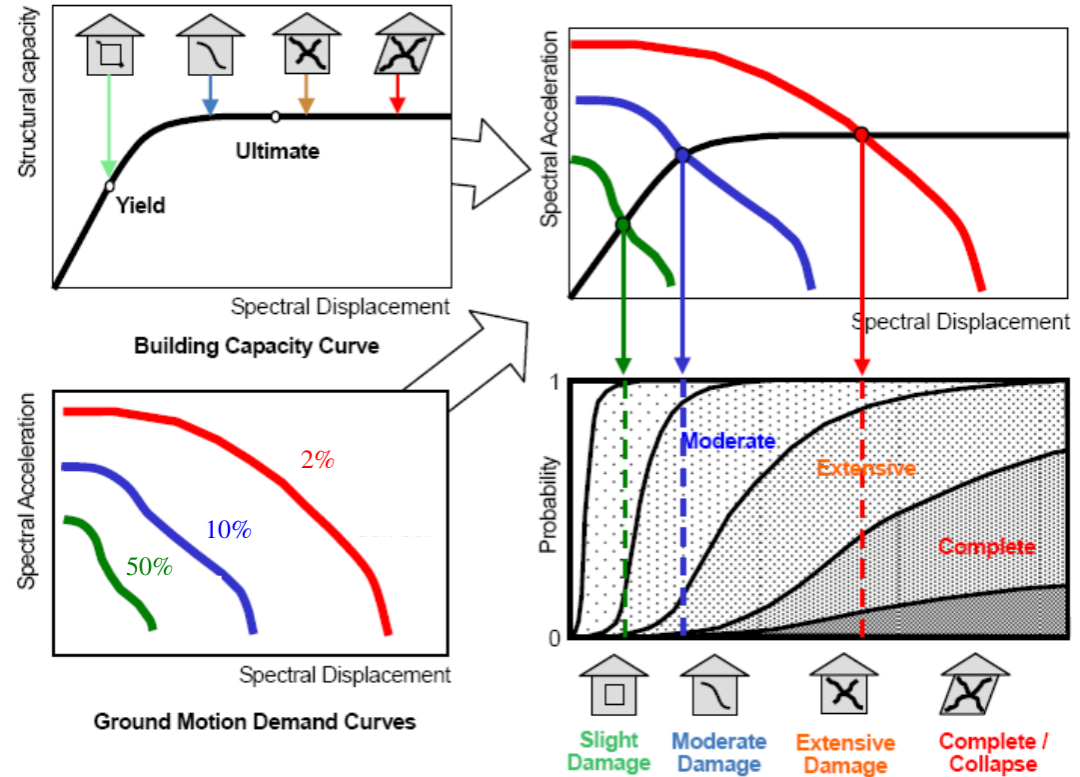 Structural capacity
Yield
Ultimate
Spectral Displacement
Building Capacity Curve
Spectral Acceleration
Spectral Displacement
Spectral Acceleration
2%
10%
50%
Spectral Displacement
Ground Motion Demand Curves
Probability
1
0
Moderate
Extensive
Complete
Slight
Damage
Moderate
Damage
Extensive
Damage
Complete /
Collapse